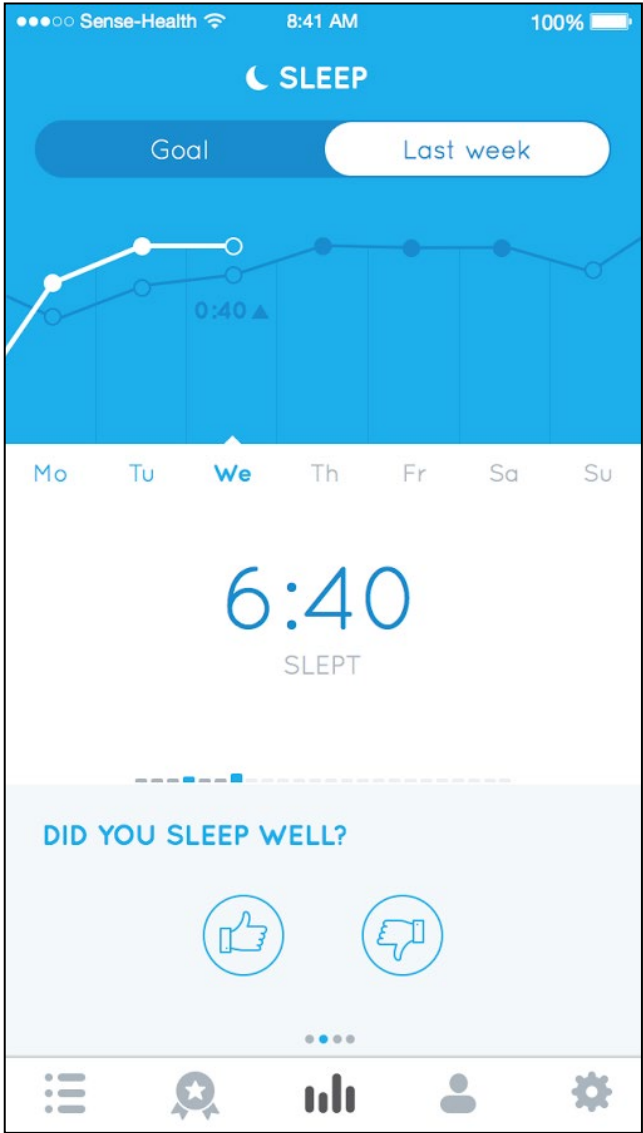 Sense-Health 8:41 AM 100%
SLEEP
Goal Last week
0:40▲
Mo Tu We Th Fr Sa Su
6:40
SLEPT
DID YOU SLEEP WELL?